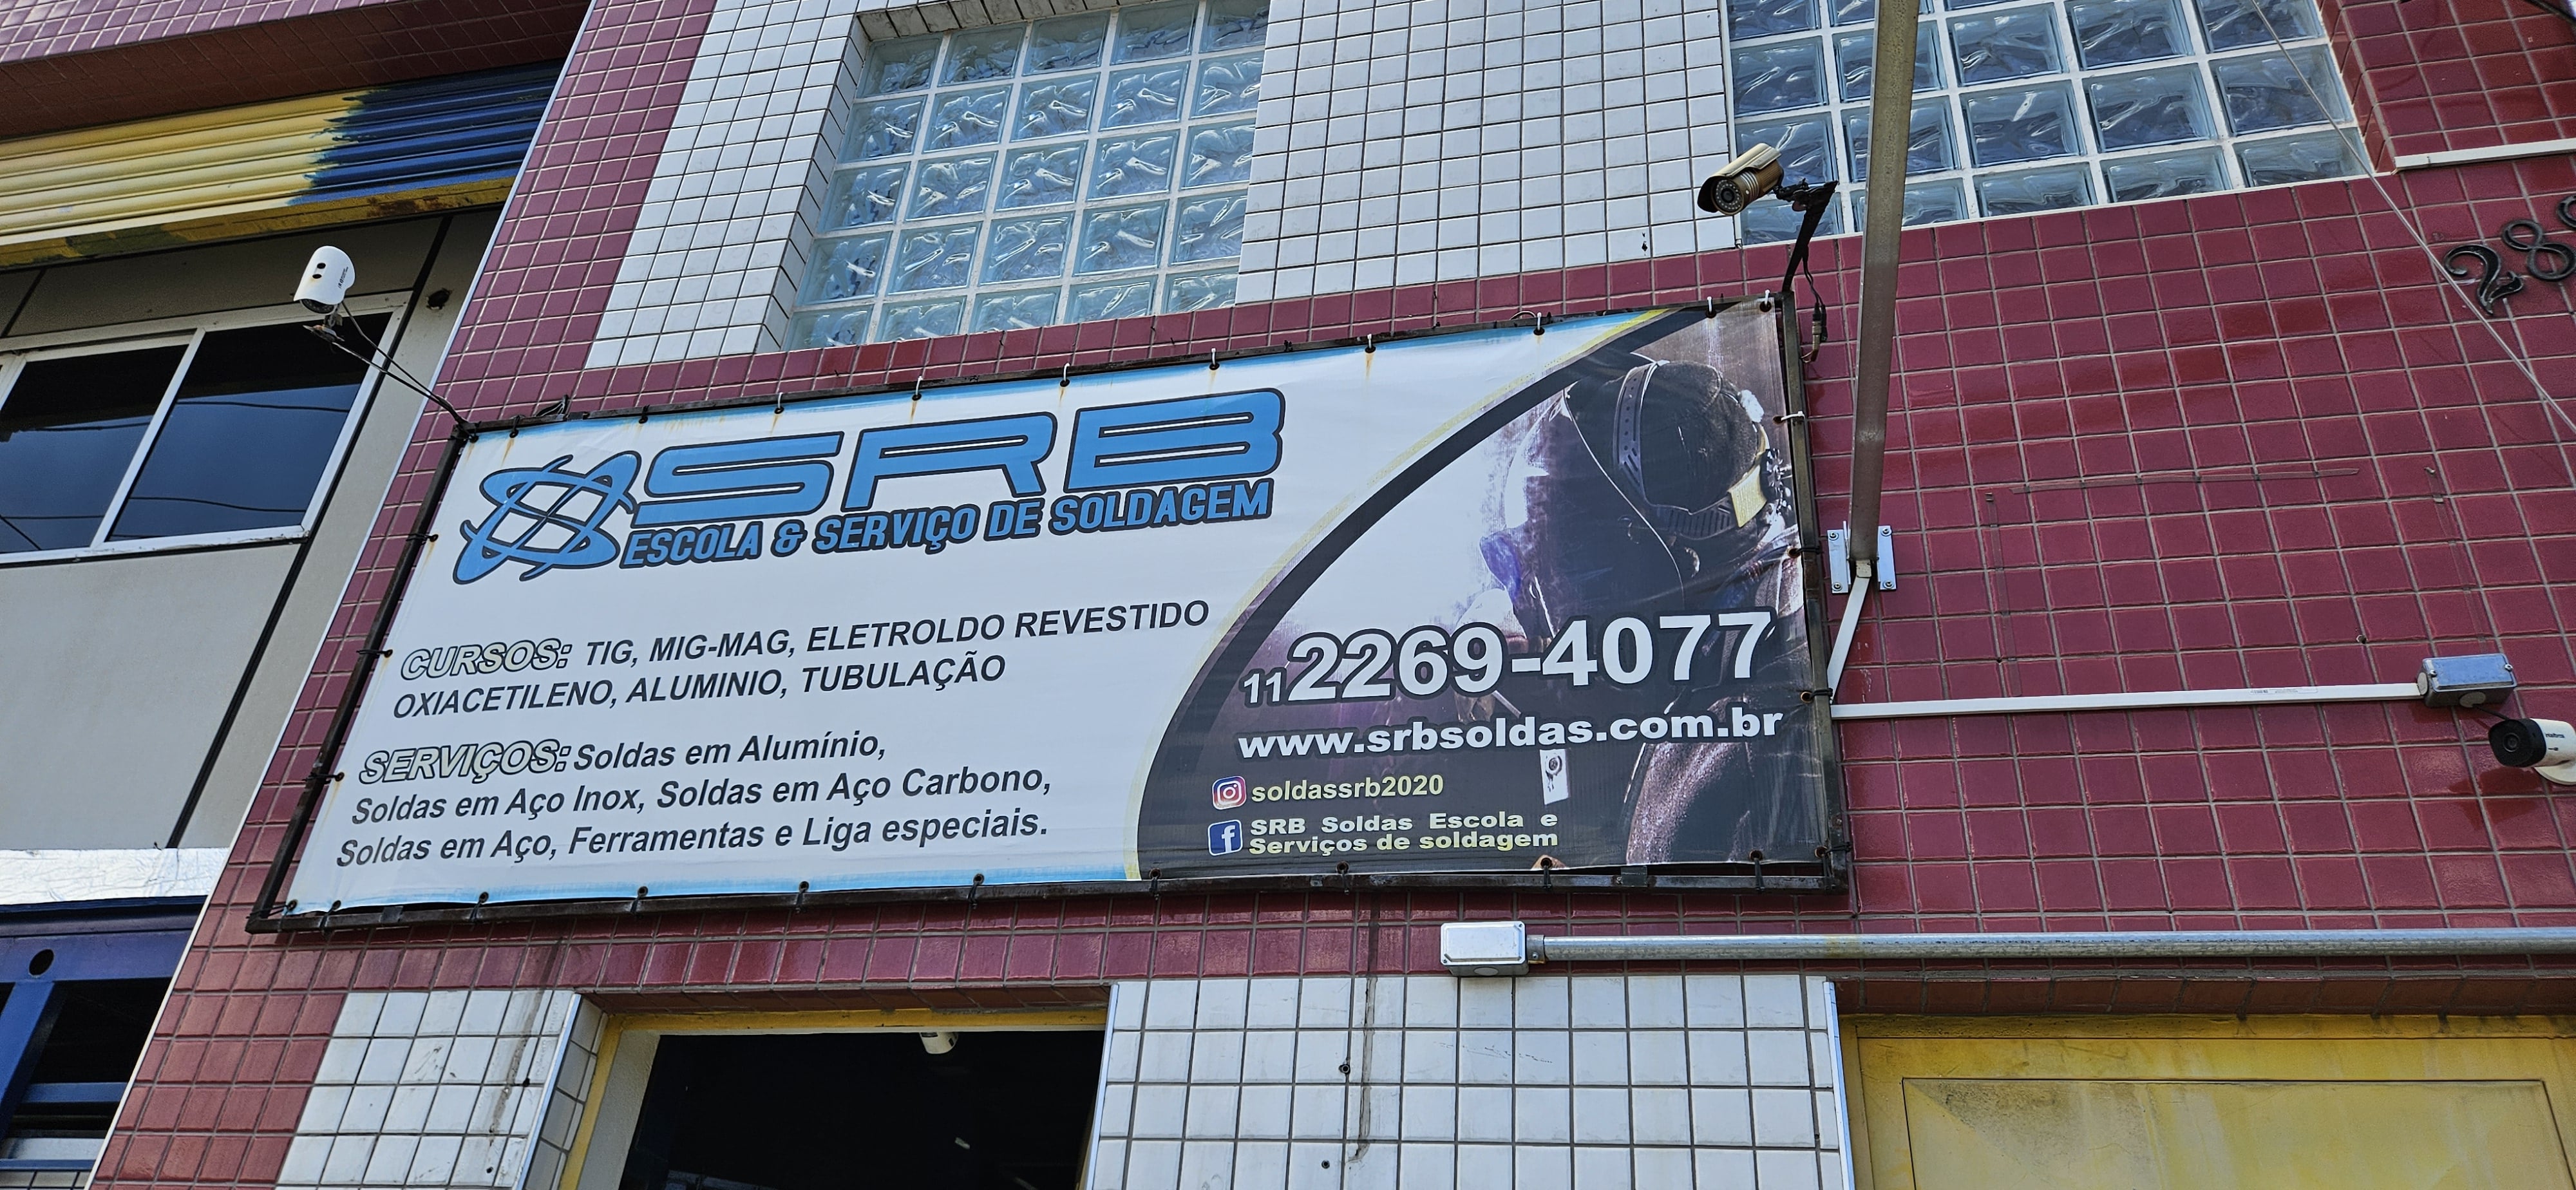 SRB
ESCOLA & SERVIÇO DE SOLDAGEM
CURSOS: TIG, MIG-MAG, ELETROLDO REVESTIDO
OXIACETILENO, ALUMINIO, TUBULAÇÃO
SERVIÇOS: Soldas em Alumínio,
Soldas em Aço Inox, Soldas em Aço Carbono,
Soldas em Aço, Ferramentas e Liga especiais.
11 2269-4077
www.srbsoldas.com.br
soldassrb2020
f SRB Soldas Escola e
Serviços de soldagem